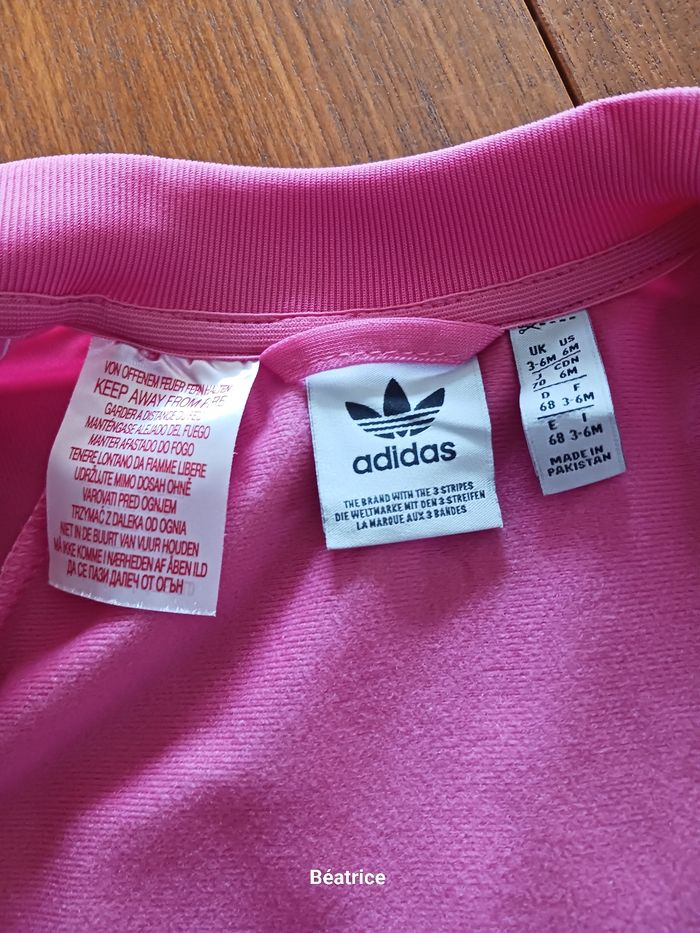 VON OFFENEM FEUER FERNHALTEN
KEEP AWAY FROM FIRE
GARDER À DISTANCE DU FEU
MANTÉNGASE ALEJADO DEL FUEGO
MANTER AFASTADO DO FOGO
TENERE LONTANO DA FIAMME LIBERE
UDRŽUJTE MIMO DOSAH OHNĚ
VAROVATI PRED OGNJEM
TRZYMAĆ Z DALEKA OD OGNIA
NIET IN DE BUURT VAN VUUR HOUDEN
MÅ IKKE KOMME I NÆRHEDEN AF ÅBEN ILD
ДА СЕ ПАЗИ ДАЛЕЧ ОТ ОГЪН
adidas
THE BRAND WITH THE 3 STRIPES
DIE WELTMARKE MIT DEN 3 STREIFEN
LA MARQUE AUX 3 BANDES
UK US
3-6M 6M
J CDN
70 6M
D F
68 3-6M
E I
68 3-6M
MADE IN
PAKISTAN
Béatrice